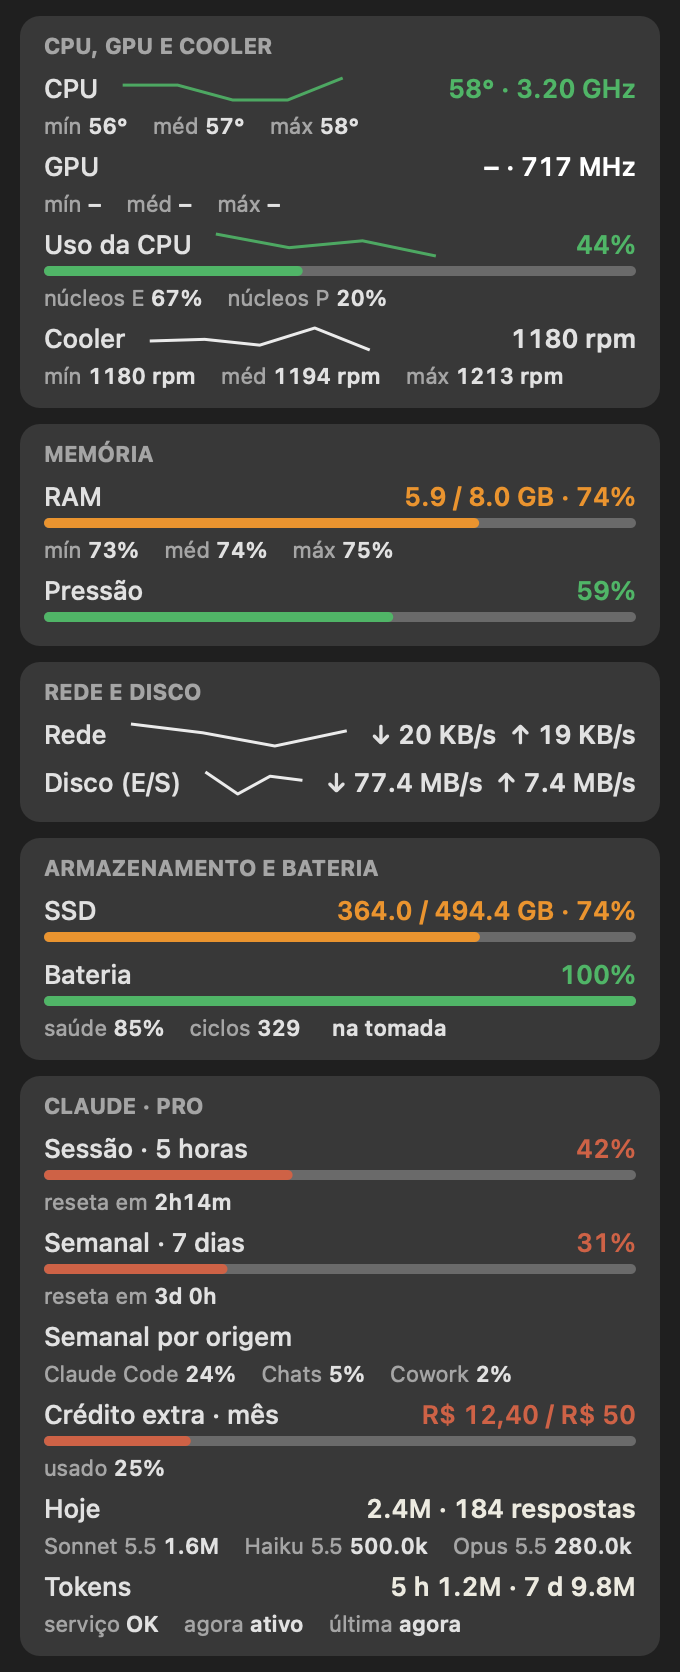 CPU, GPU E COOLER
CPU 58° · 3.20 GHz
mín 56° méd 57° máx 58°
GPU – · 717 MHz
mín – méd – máx –
Uso da CPU 44%
núcleos E 67% núcleos P 20%
Cooler 1180 rpm
mín 1180 rpm méd 1194 rpm máx 1213 rpm
MEMÓRIA
RAM 5.9 / 8.0 GB · 74%
mín 73% méd 74% máx 75%
Pressão 59%
REDE E DISCO
Rede ↓ 20 KB/s ↑ 19 KB/s
Disco (E/S) ↓ 77.4 MB/s ↑ 7.4 MB/s
ARMAZENAMENTO E BATERIA
SSD 364.0 / 494.4 GB · 74%
Bateria 100%
saúde 85% ciclos 329 na tomada
CLAUDE · PRO
Sessão · 5 horas 42%
reseta em 2h14m
Semanal · 7 dias 31%
reseta em 3d 0h
Semanal por origem
Claude Code 24% Chats 5% Cowork 2%
Crédito extra · mês R$ 12,40 / R$ 50
usado 25%
Hoje 2.4M · 184 respostas
Sonnet 5.5 1.6M Haiku 5.5 500.0k Opus 5.5 280.0k
Tokens 5 h 1.2M · 7 d 9.8M
serviço OK agora ativo última agora